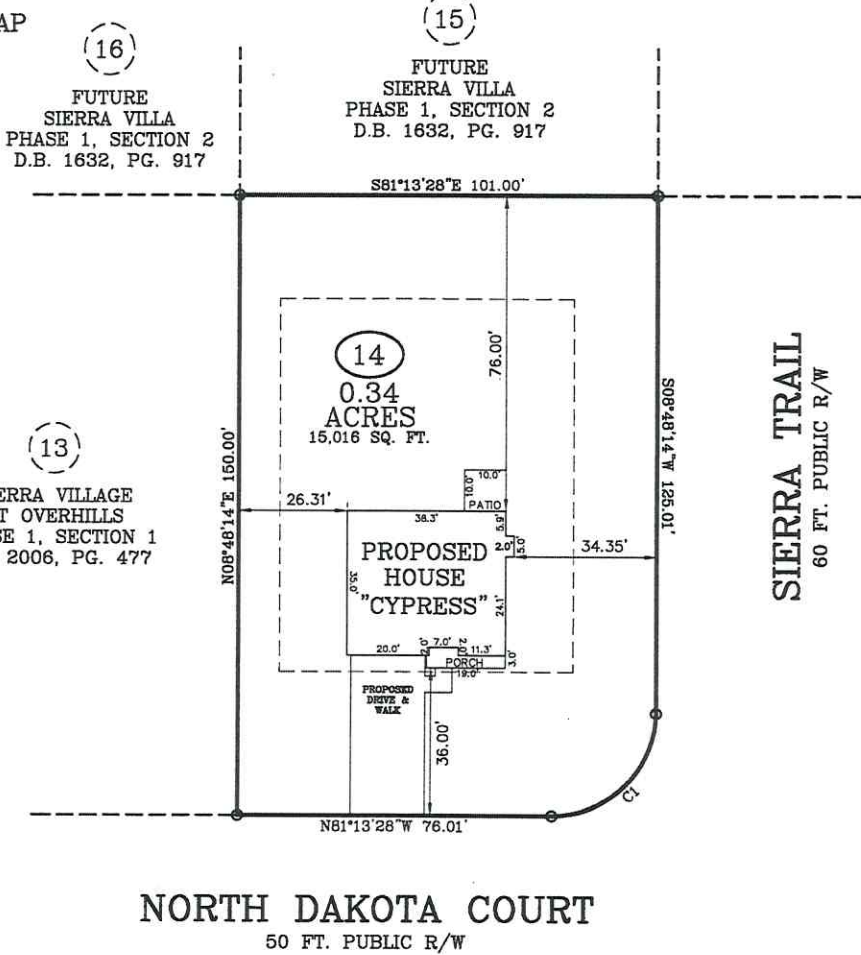 AP
16
FUTURE
SIERRA VILLA
PHASE 1, SECTION 2
D.B. 1632, PG. 917
15
FUTURE
SIERRA VILLA
PHASE 1, SECTION 2
D.B. 1632, PG. 917
S81°13'28"E 101.00'
76.00'
14
0.34
ACRES
15,016 SQ. FT.
13
ERRA VILLAGE
T OVERHILLS
SE 1, SECTION 1
2006, PG. 477
N08°48'14"E 150.00'
26.31'
10.0'
10.0'
PATIO
38.3'
5.9'
2.0'
5.0'
34.35'
S08°48'14"W 125.01'
SIERRA TRAIL
60 FT. PUBLIC R/W
PROPOSED
HOUSE
"CYPRESS"
35.0'
24.1'
20.0'
2.0'
7.0'
2.0'
11.3'
3.0'
PORCH
19.0'
PROPOSED
DRIVE &
WALK
36.00'
C1
N81°13'28"W 76.01'
NORTH DAKOTA COURT
50 FT. PUBLIC R/W